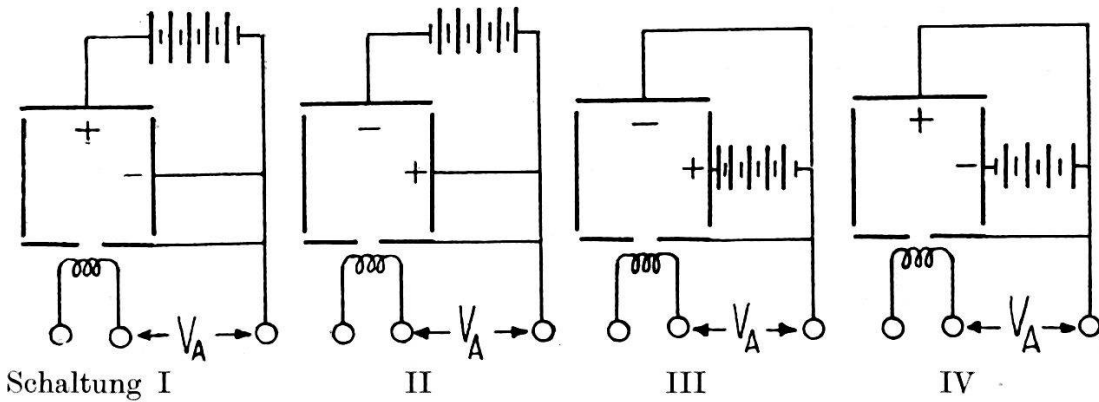 + - - + - + + -
V_A V_A V_A V_A
Schaltung I II III IV